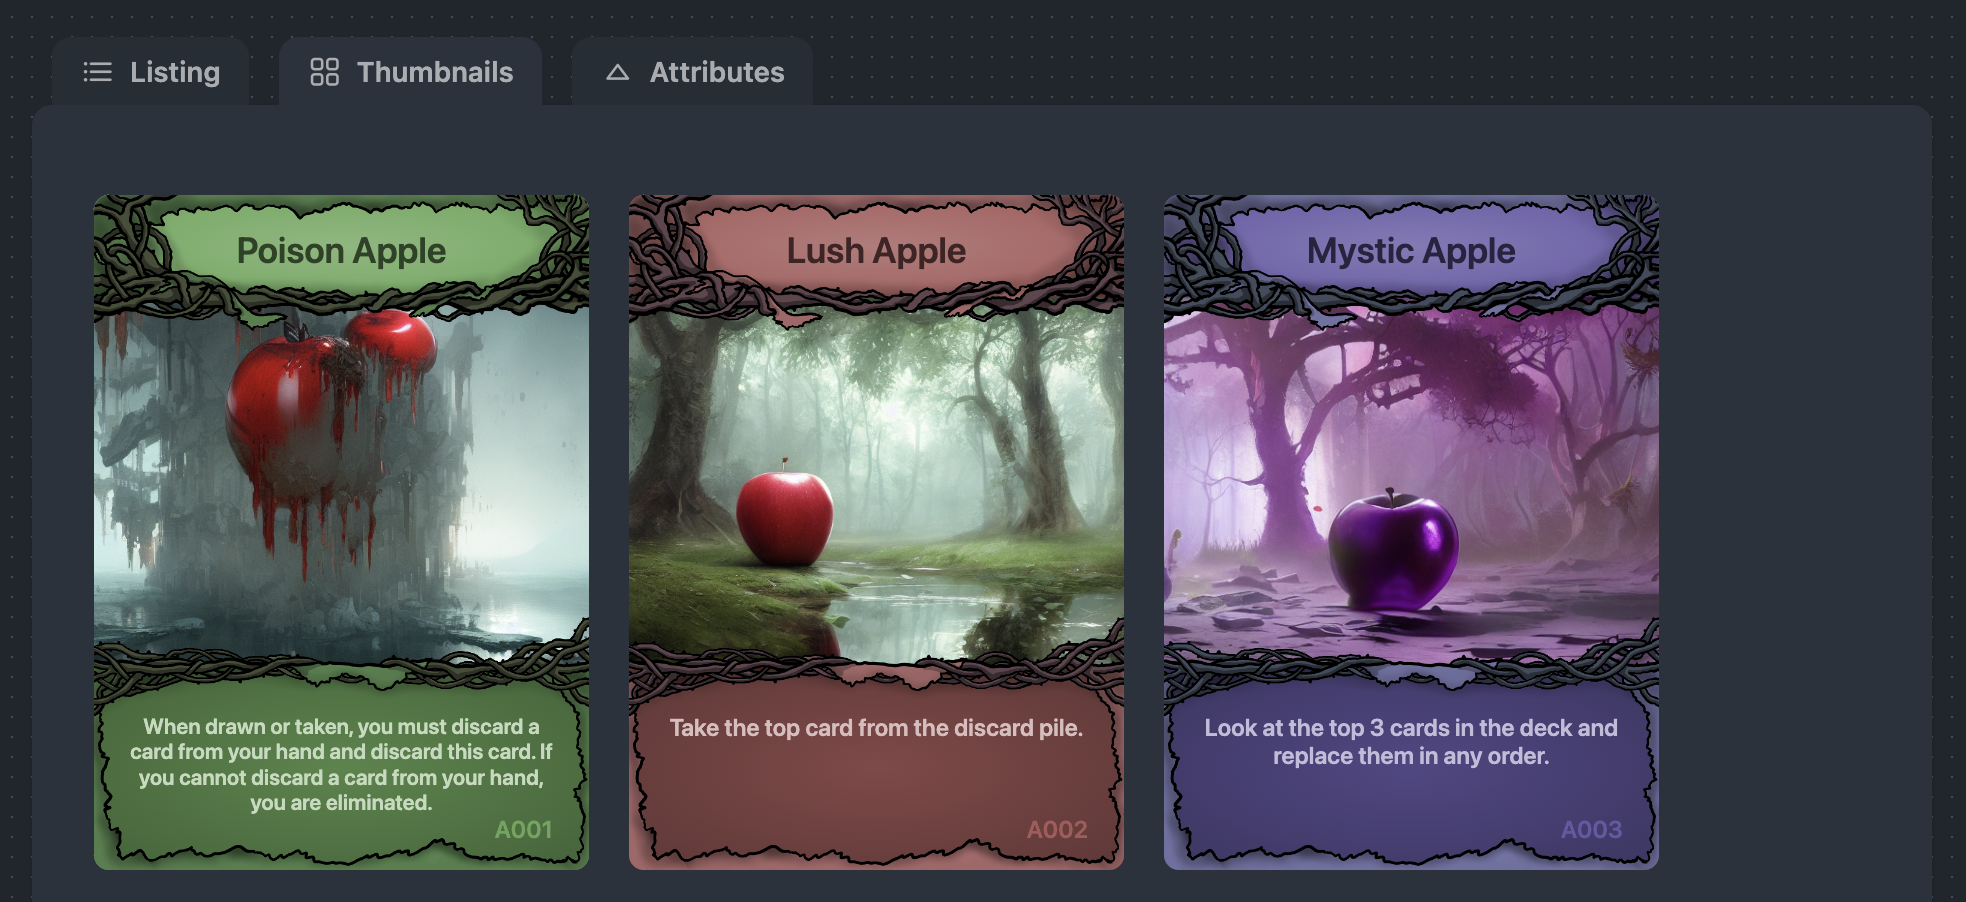 Listing
Thumbnails
Attributes
Poison Apple
When drawn or taken, you must discard a
card from your hand and discard this card. If
you cannot discard a card from your hand,
you are eliminated.
A001
Lush Apple
Take the top card from the discard pile.
A002
Mystic Apple
Look at the top 3 cards in the deck and
replace them in any order.
A003